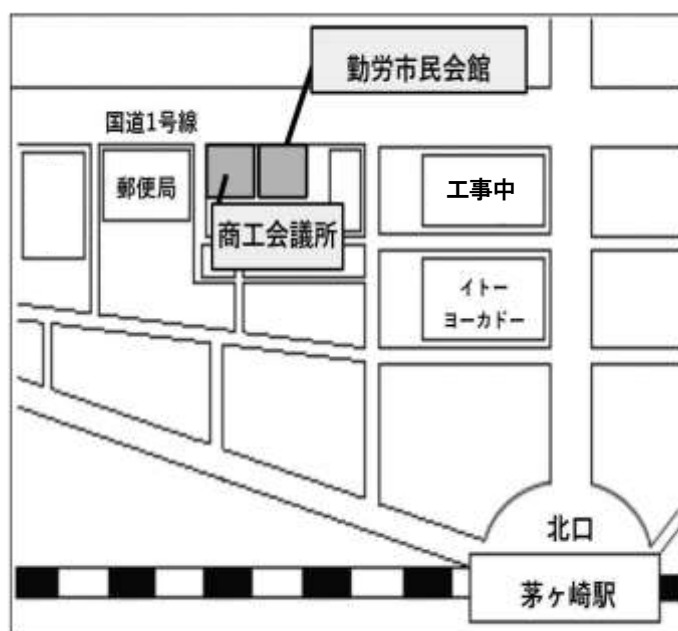 勤労市民会館
国道1号線
郵便局
工事中
商工会議所
イトー
ヨーカドー
北口
茅ヶ崎駅